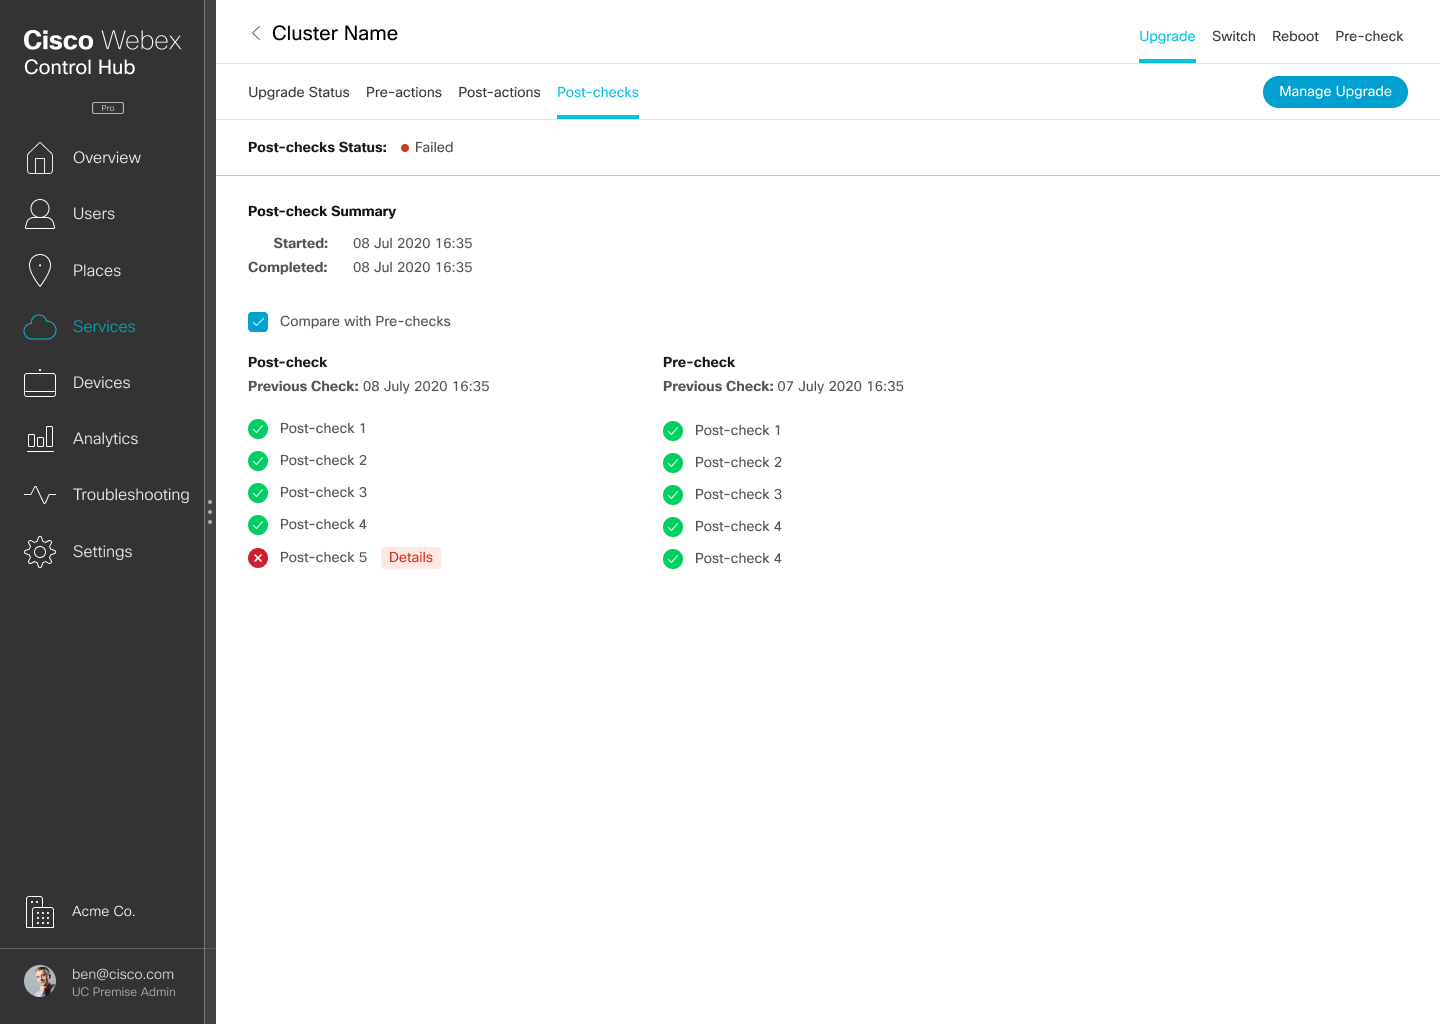 Cisco Webex
Control Hub
Pro
Overview
Users
Places
Services
Devices
Analytics
Troubleshooting
Settings
Acme Co.
ben@cisco.com
UC Premise Admin
Cluster Name
Upgrade Switch Reboot Pre-check
Upgrade Status Pre-actions Post-actions Post-checks
Manage Upgrade
Post-checks Status: Failed
Post-check Summary
Started: 08 Jul 2020 16:35
Completed: 08 Jul 2020 16:35
Compare with Pre-checks
Post-check
Previous Check: 08 July 2020 16:35
Post-check 1
Post-check 2
Post-check 3
Post-check 4
Post-check 5 Details
Pre-check
Previous Check: 07 July 2020 16:35
Post-check 1
Post-check 2
Post-check 3
Post-check 4
Post-check 4